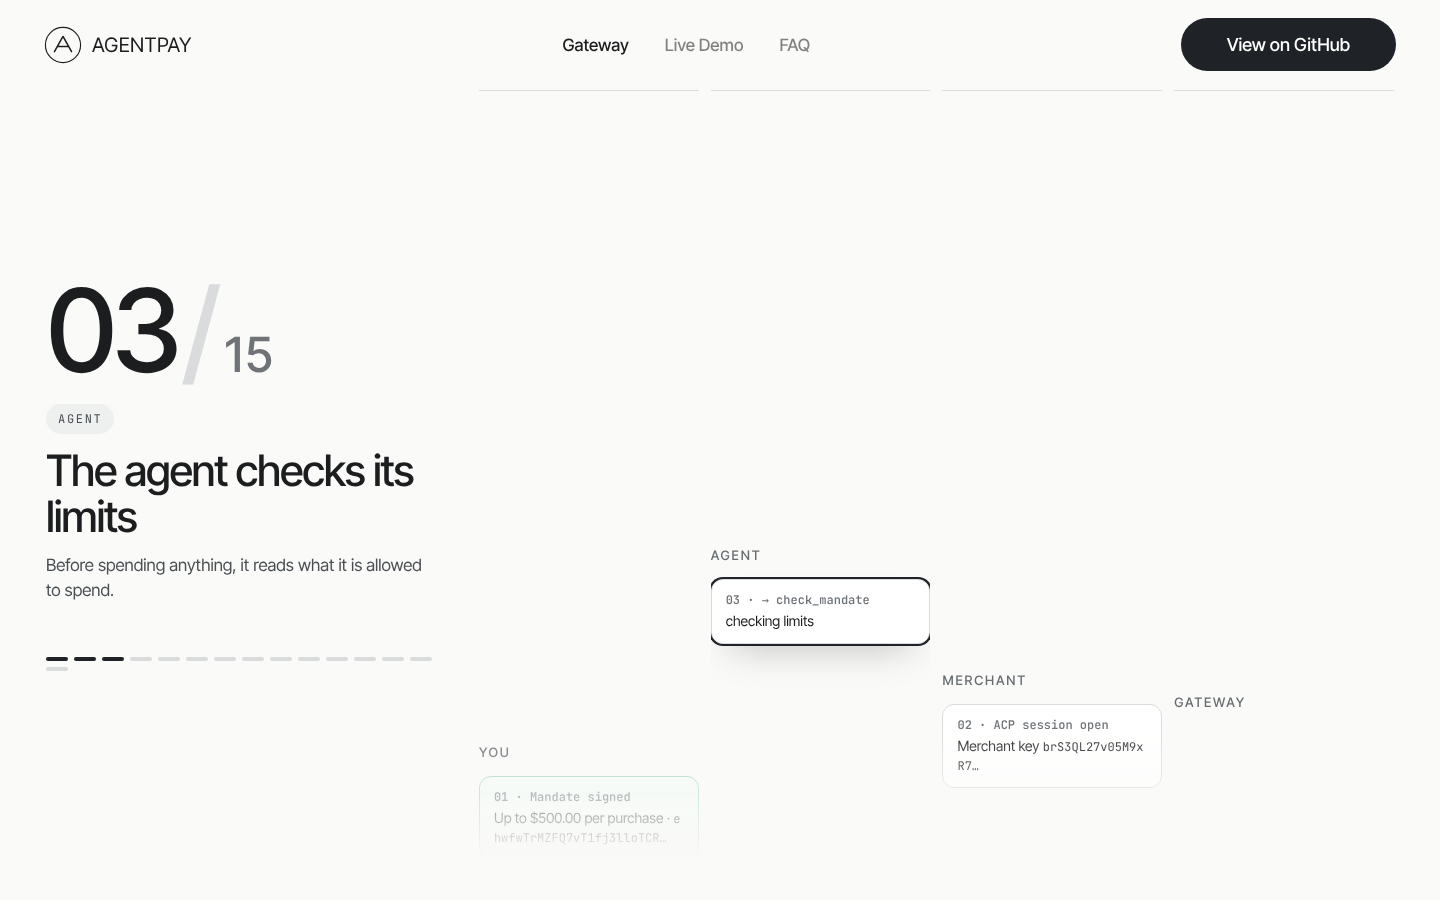 AGENTPAY
Gateway
Live Demo
FAQ
View on GitHub
03/15
AGENT
The agent checks its
limits
Before spending anything, it reads what it is allowed
to spend.
AGENT
03 · → check_mandate
checking limits
MERCHANT
02 · ACP session open
Merchant key brS3QL27v05M9x
R7…
GATEWAY
YOU
01 · Mandate signed
Up to $500.00 per purchase · e